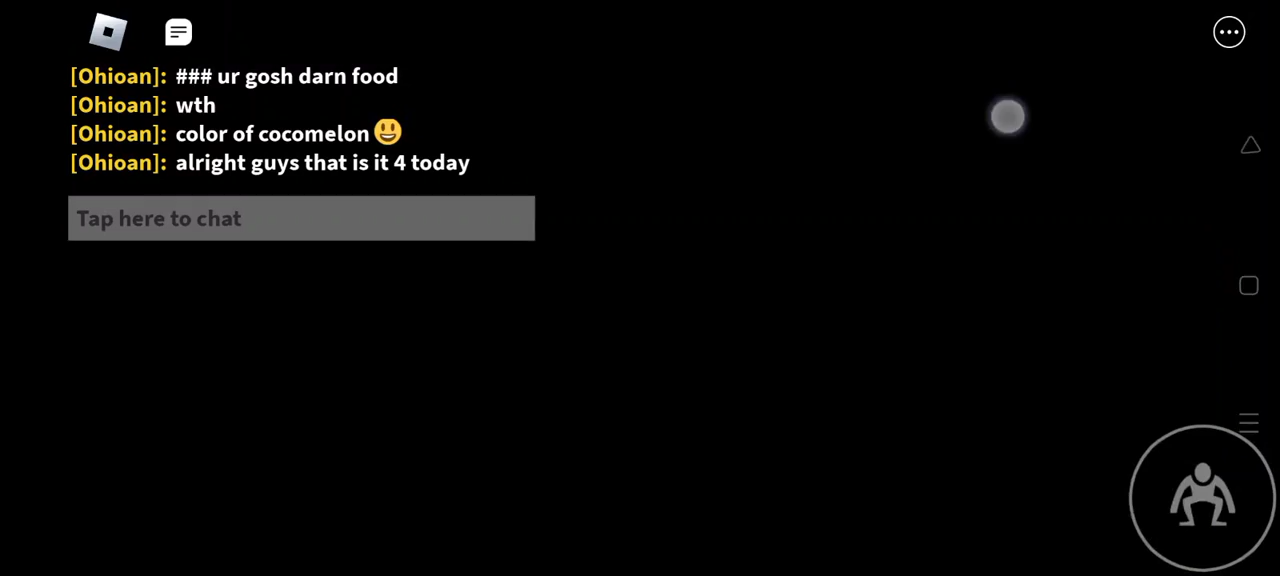 [Ohioan]: ### ur gosh darn food
[Ohioan]: wth
[Ohioan]: color of cocomelon😃
[Ohioan]: alright guys that is it 4 today
Tap here to chat